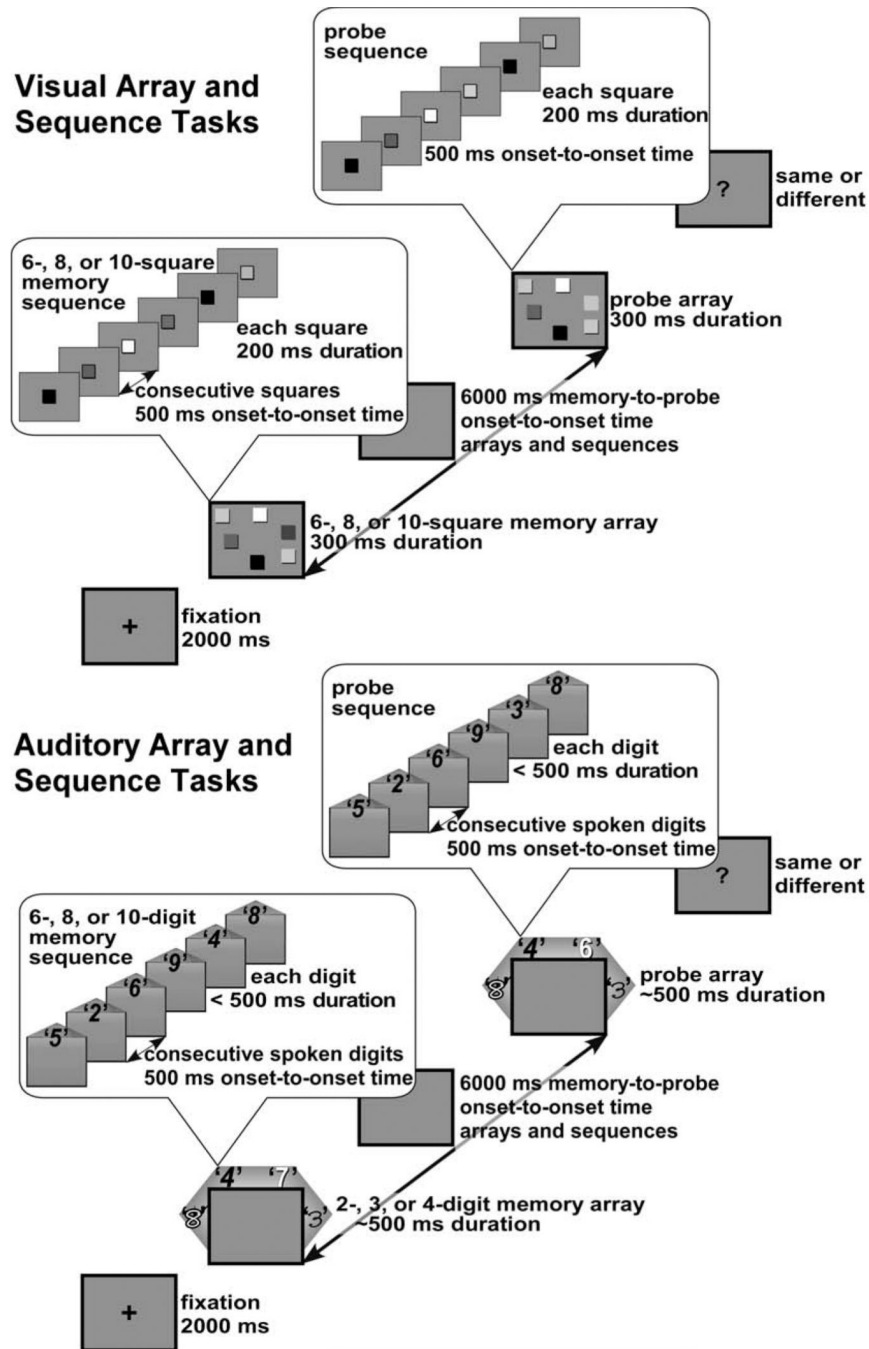 Visual Array and
Sequence Tasks
probe
sequence
each square
200 ms duration
500 ms onset-to-onset time
?
same or
different
6-, 8, or 10-square
memory
sequence
each square
200 ms duration
consecutive squares
500 ms onset-to-onset time
probe array
300 ms duration
6000 ms memory-to-probe
onset-to-onset time
arrays and sequences
6-, 8, or 10-square memory array
300 ms duration
+
fixation
2000 ms
Auditory Array and
Sequence Tasks
probe
sequence
‘8’
‘3’
‘9’
‘6’
‘2’
‘5’
each digit
< 500 ms duration
consecutive spoken digits
500 ms onset-to-onset time
?
same or
different
6-, 8, or 10-digit
memory
sequence
‘8’
‘4’
‘9’
‘6’
‘2’
‘5’
each digit
< 500 ms duration
consecutive spoken digits
500 ms onset-to-onset time
‘4’ ‘6’
‘8’ ‘3’
probe array
~500 ms duration
6000 ms memory-to-probe
onset-to-onset time
arrays and sequences
‘4’ ‘7’
‘8’ ‘3’
2-, 3, or 4-digit memory array
~500 ms duration
+
fixation
2000 ms